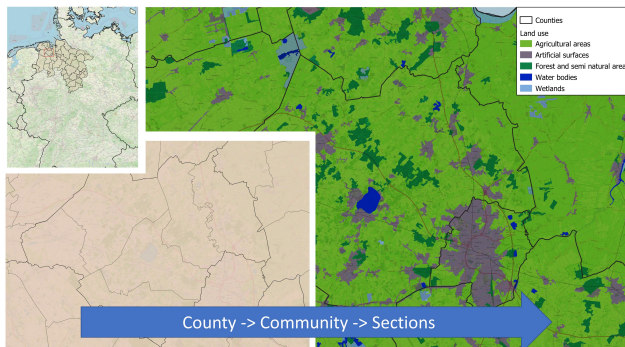 Counties
Land use
Agricultural areas
Artificial surfaces
Forest and semi natural area
Water bodies
Wetlands
County -> Community -> Sections